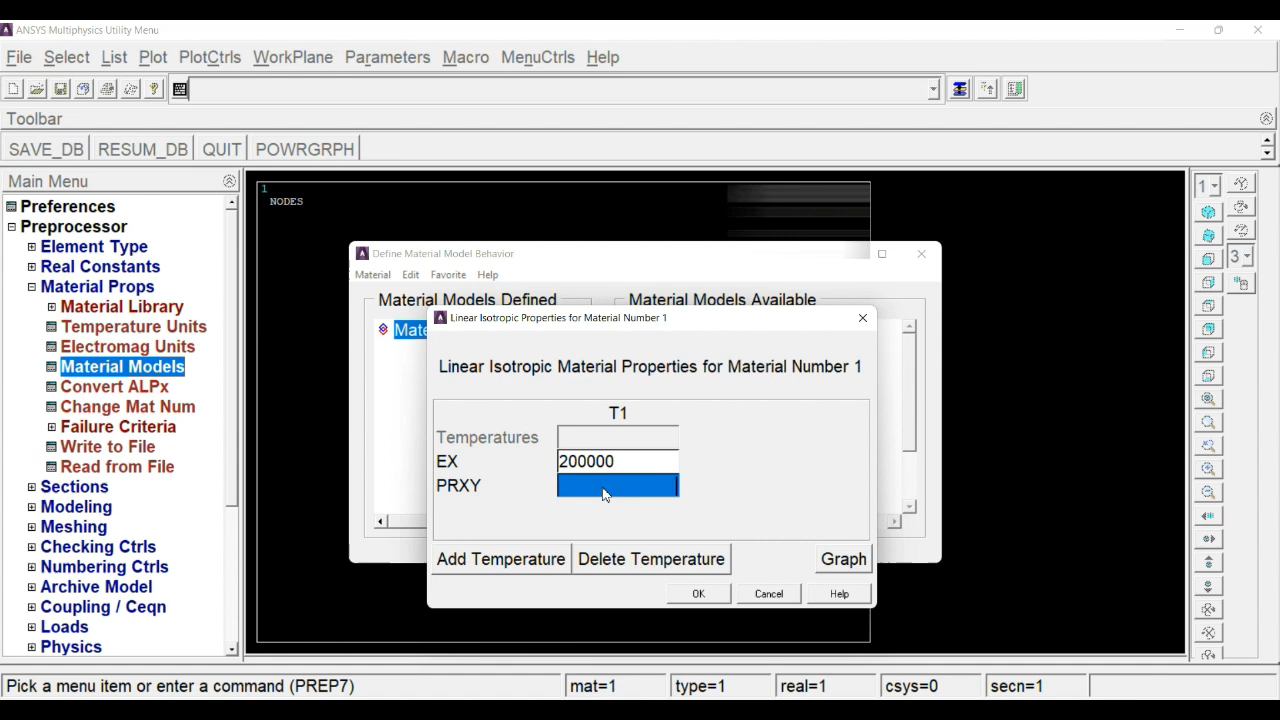 ANSYS Multiphysics Utility Menu
File Select List Plot PlotCtrls WorkPlane Parameters Macro MenuCtrls Help
Toolbar
SAVE_DB RESUM_DB QUIT POWRGRPH
Main Menu
Preferences
Preprocessor
Element Type
Real Constants
Material Props
Material Library
Temperature Units
Electromag Units
Material Models
Convert ALPx
Change Mat Num
Failure Criteria
Write to File
Read from File
Sections
Modeling
Meshing
Checking Ctrls
Numbering Ctrls
Archive Model
Coupling / Ceqn
Loads
Physics
1
NODES
Define Material Model Behavior
Material Edit Favorite Help
Material Models Defined Material Models Available
Mate
Linear Isotropic Properties for Material Number 1
Linear Isotropic Material Properties for Material Number 1
T1
Temperatures
EX 200000
PRXY
Add Temperature Delete Temperature Graph
OK Cancel Help
1
3
Pick a menu item or enter a command (PREP7) mat=1 type=1 real=1 csys=0 secn=1